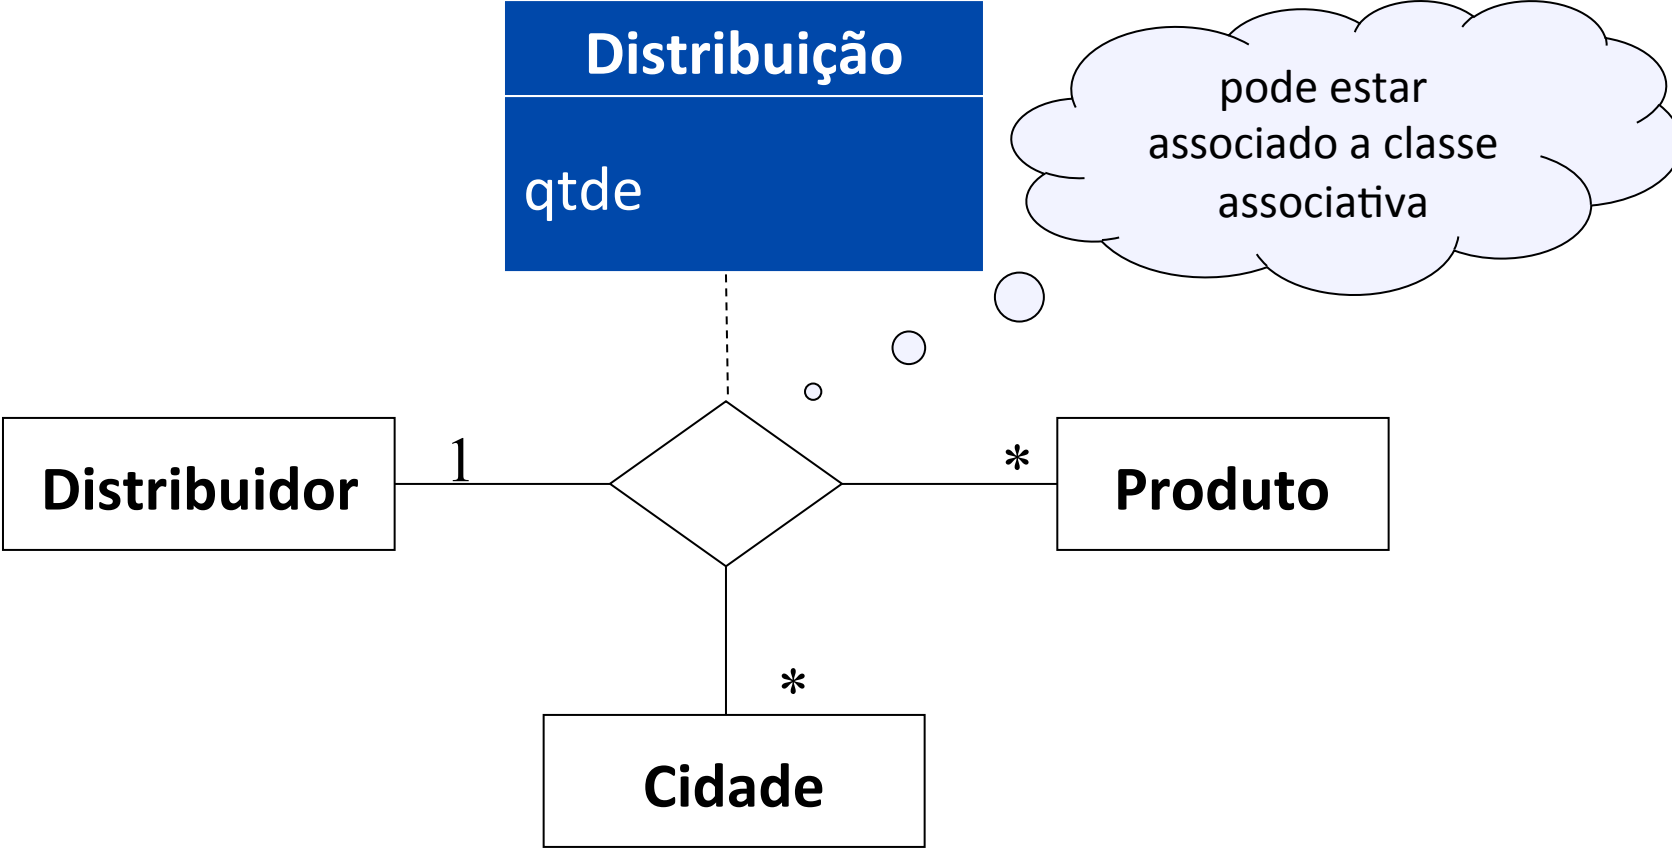 Distribuição
qtde
pode estar
associado a classe
associativa
Distribuidor
1
*
Produto
*
Cidade